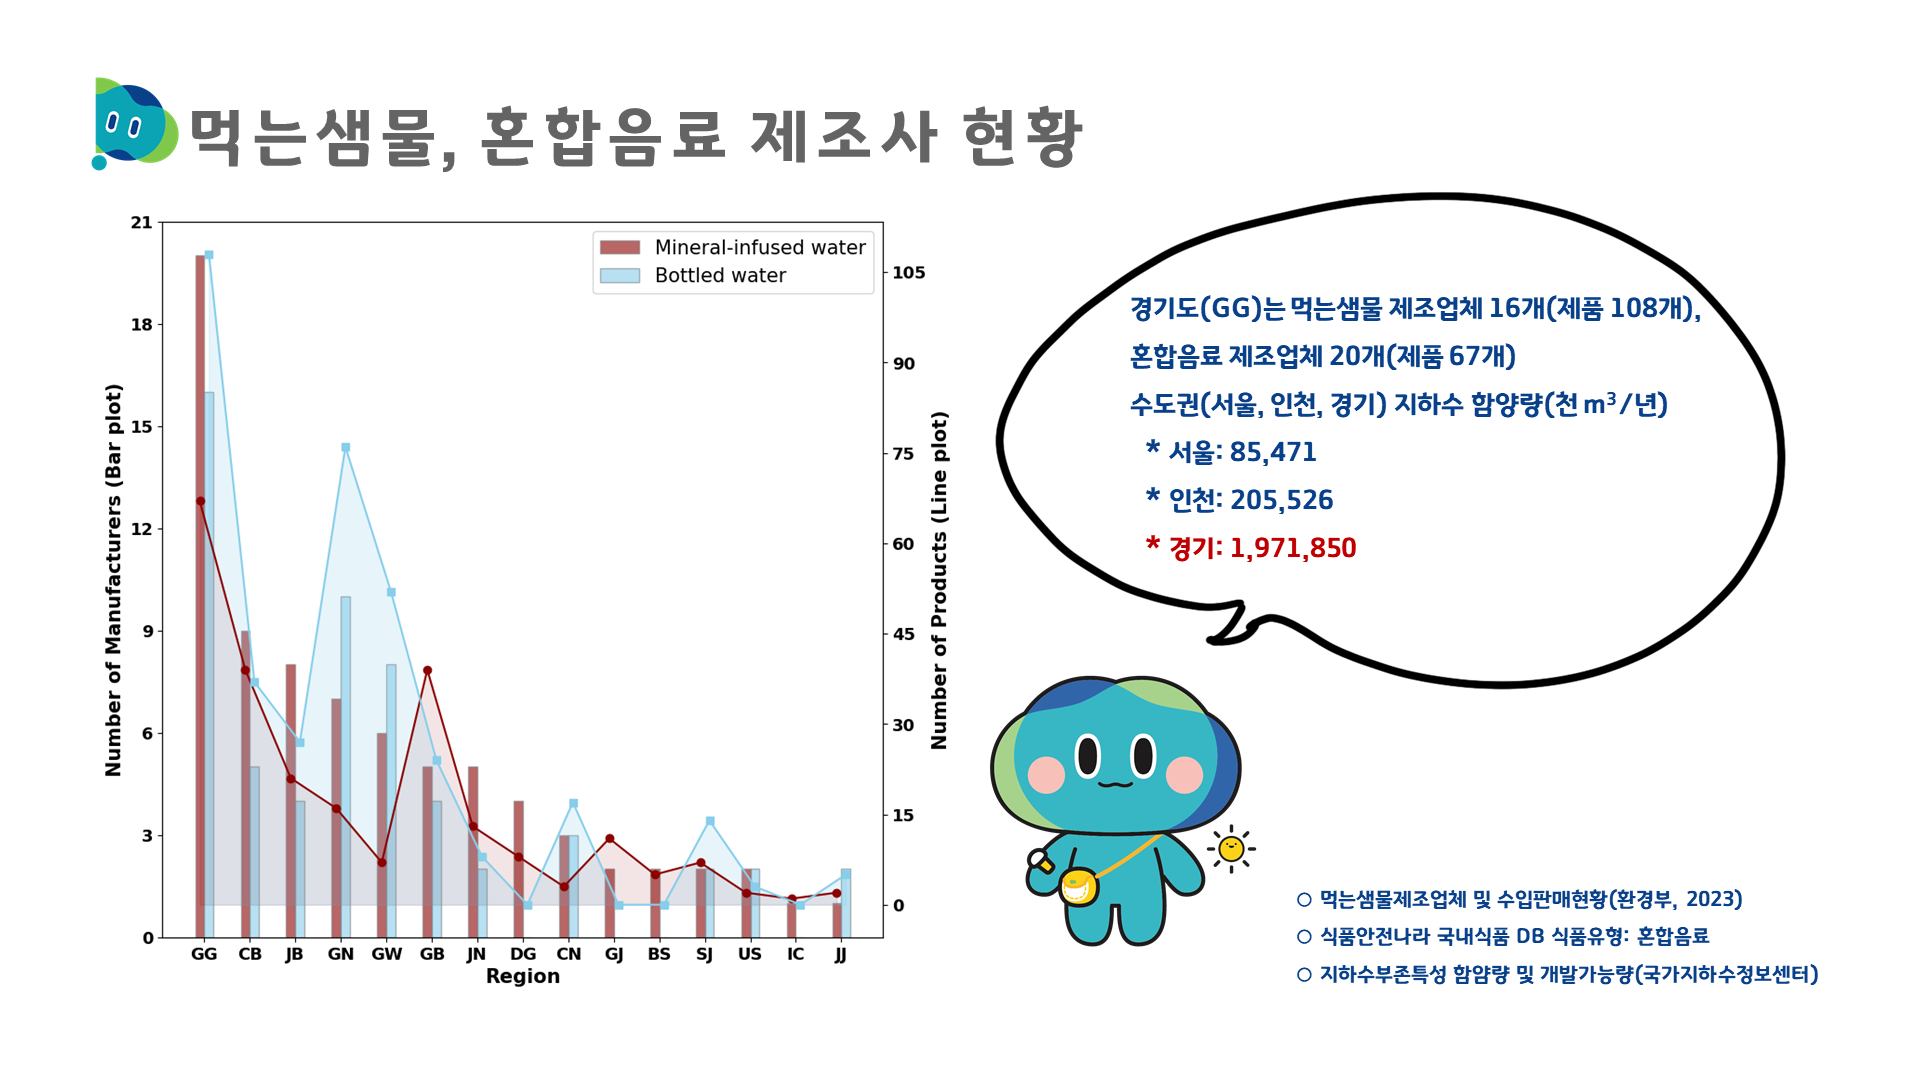 먹는샘물, 혼합음료 제조사 현황
Mineral-infused water
Bottled water
Number of Manufacturers (Bar plot)
21
18
15
12
9
6
3
0
Number of Products (Line plot)
105
90
75
60
45
30
15
0
GG CB JB GN GW GB JN DG CN GJ BS SJ US IC JJ
Region
경기도(GG)는 먹는샘물 제조업체 16개(제품 108개),
혼합음료 제조업체 20개(제품 67개)
수도권(서울, 인천, 경기) 지하수 함양량(천 m³/년)
* 서울: 85,471
* 인천: 205,526
* 경기: 1,971,850
○ 먹는샘물제조업체 및 수입판매현황(환경부, 2023)
○ 식품안전나라 국내식품 DB 식품유형: 혼합음료
○ 지하수부존특성 함얌량 및 개발가능량(국가지하수정보센터)